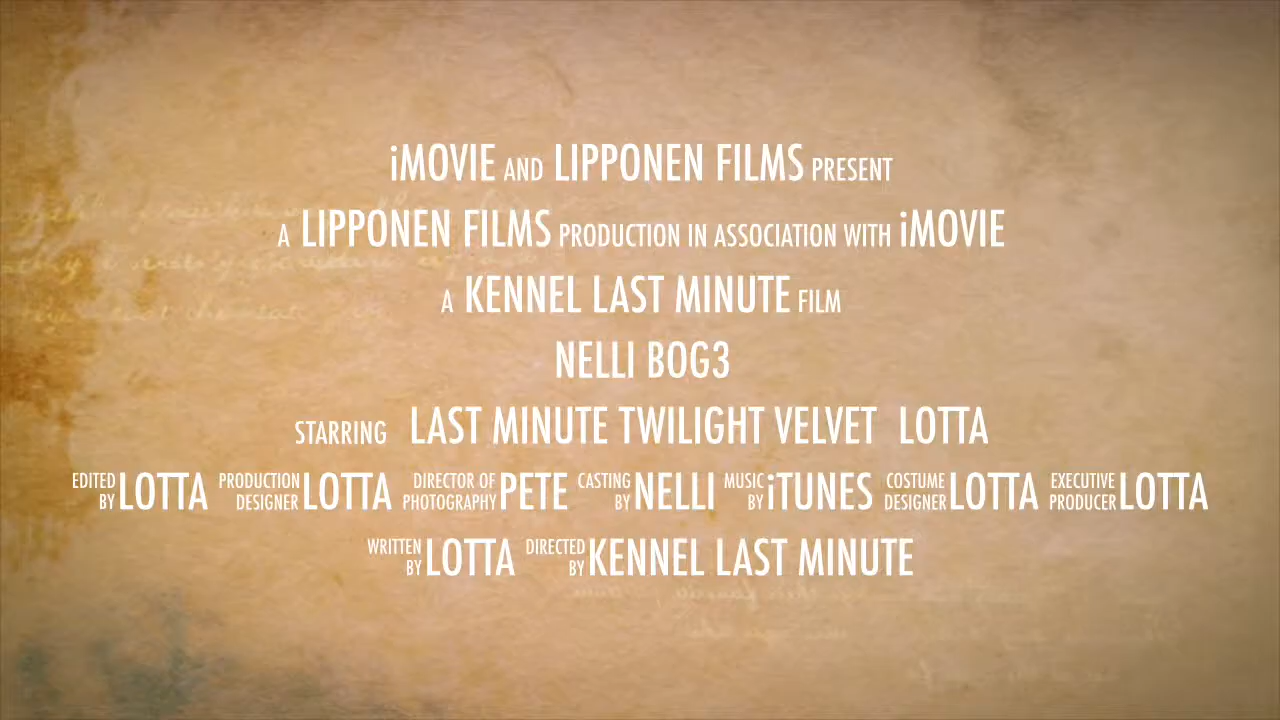 iMOVIE AND LIPPONEN FILMS PRESENT
A LIPPONEN FILMS PRODUCTION IN ASSOCIATION WITH iMOVIE
A KENNEL LAST MINUTE FILM
NELLI BOG3
STARRING LAST MINUTE TWILIGHT VELVET LOTTA
EDITED BY LOTTA PRODUCTION DESIGNER LOTTA DIRECTOR OF PHOTOGRAPHY PETE CASTING BY NELLI MUSIC BY iTUNES COSTUME DESIGNER LOTTA EXECUTIVE PRODUCER LOTTA
WRITTEN BY LOTTA DIRECTED BY KENNEL LAST MINUTE